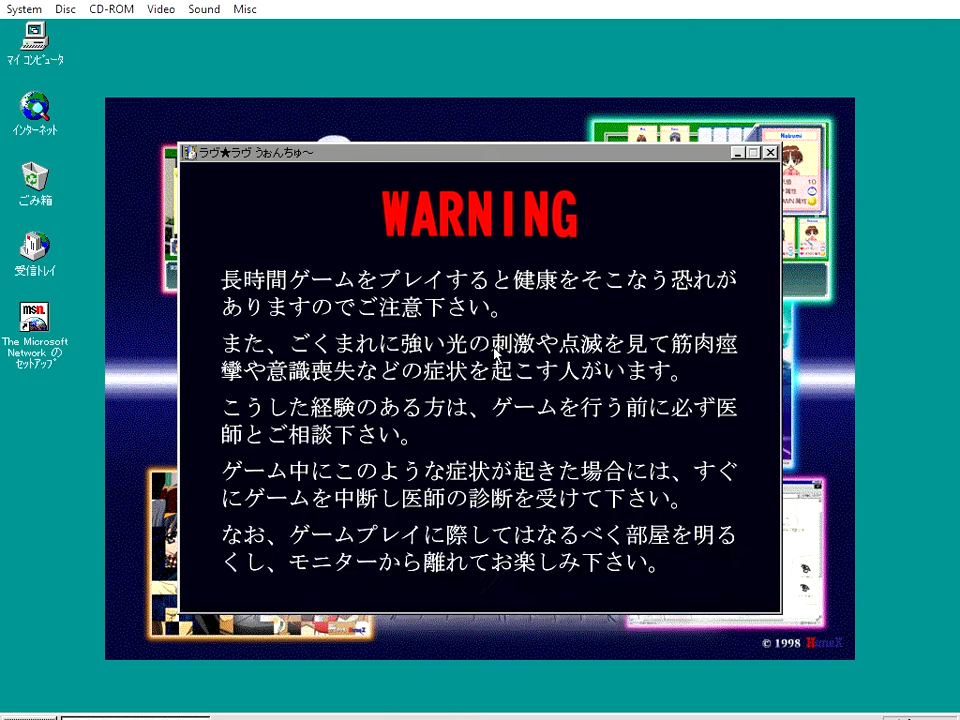 System Disc CD-ROM Video Sound Misc
マイ コンピュータ
インターネット
ごみ箱
受信トレイ
msn.
The Microsoft
Network の
セットアップ
ラヴ★ラヴ うぉんちゅ～
Nobumi
WARNING
長時間ゲームをプレイすると健康をそこなう恐れが
ありますのでご注意下さい。
また、ごくまれに強い光の刺激や点滅を見て筋肉痙
攣や意識喪失などの症状を起こす人がいます。
こうした経験のある方は、ゲームを行う前に必ず医
師とご相談下さい。
ゲーム中にこのような症状が起きた場合には、すぐ
にゲームを中断し医師の診断を受けて下さい。
なお、ゲームプレイに際してはなるべく部屋を明る
くし、モニターから離れてお楽しみ下さい。
© 1998 HomeX